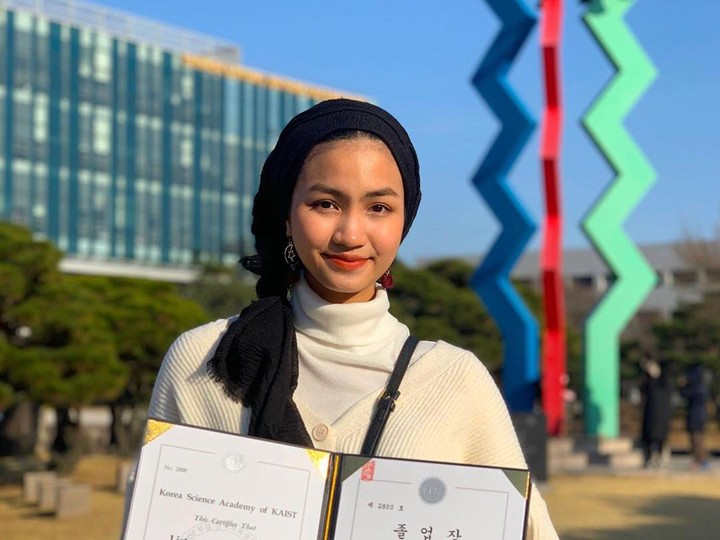 No. 2800
Korea Science Academy of KAIST
This Certifies That
제 2800 호
졸 업 장